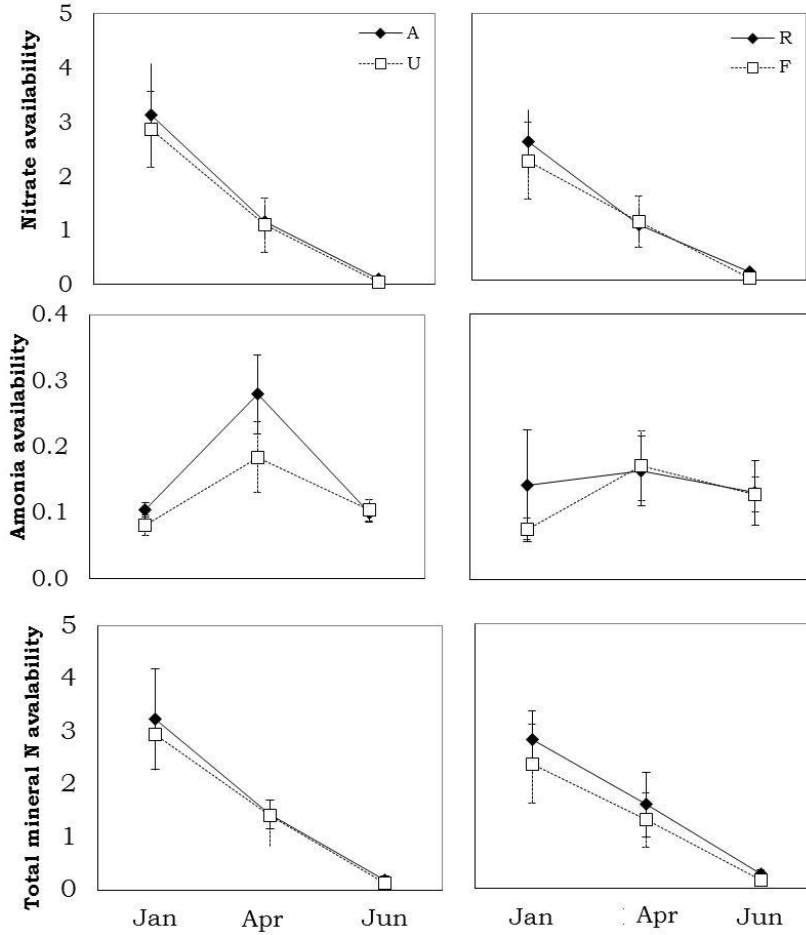 Nitrate availability
5
4
3
2
1
0
A
U
R
F
Amonia availability
0.4
0.3
0.2
0.1
0.0
Total mineral N avalability
5
4
3
2
1
0
Jan Apr Jun
Jan Apr Jun